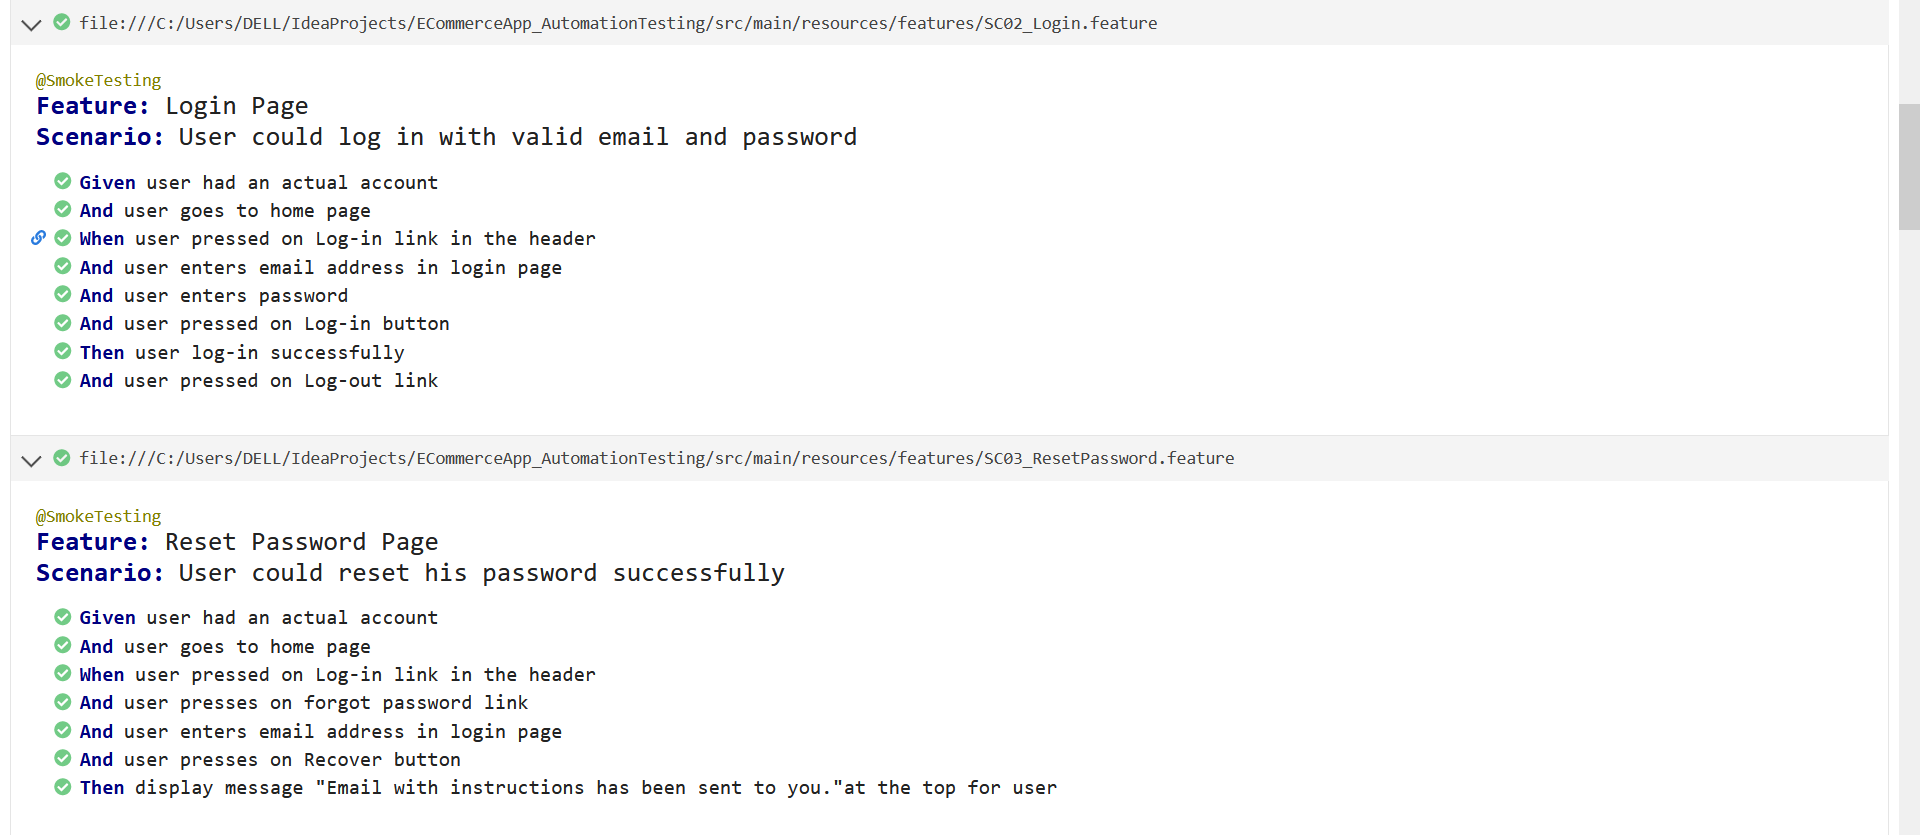 file:///C:/Users/DELL/IdeaProjects/ECommerceApp_AutomationTesting/src/main/resources/features/SC02_Login.feature
@SmokeTesting
Feature: Login Page
Scenario: User could log in with valid email and password
Given user had an actual account
And user goes to home page
When user pressed on Log-in link in the header
And user enters email address in login page
And user enters password
And user pressed on Log-in button
Then user log-in successfully
And user pressed on Log-out link
file:///C:/Users/DELL/IdeaProjects/ECommerceApp_AutomationTesting/src/main/resources/features/SC03_ResetPassword.feature
@SmokeTesting
Feature: Reset Password Page
Scenario: User could reset his password successfully
Given user had an actual account
And user goes to home page
When user pressed on Log-in link in the header
And user presses on forgot password link
And user enters email address in login page
And user presses on Recover button
Then display message "Email with instructions has been sent to you."at the top for user